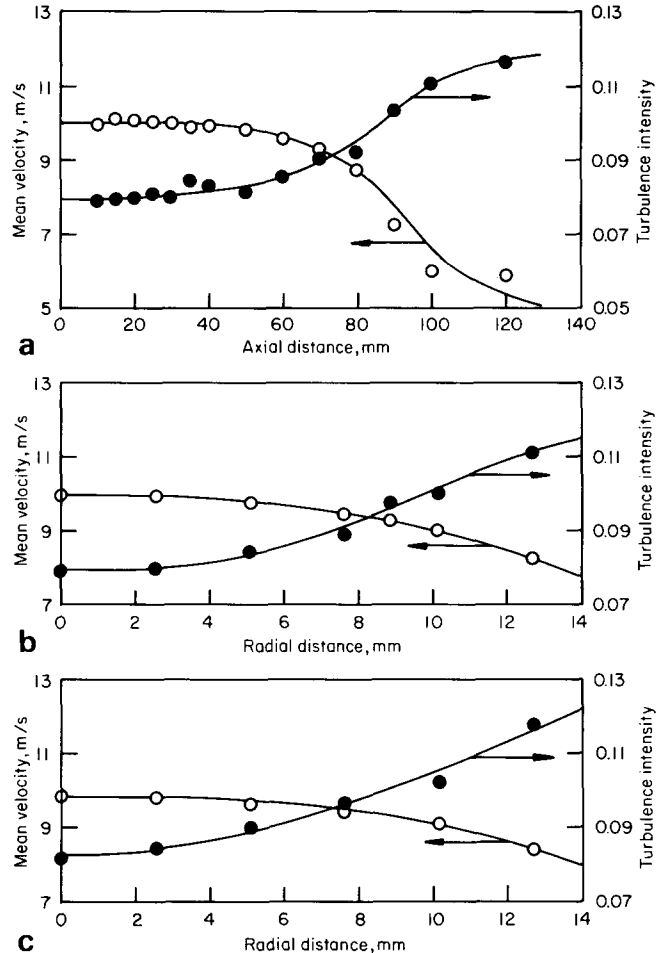 13
11
9
7
5
Mean velocity, m/s
0.13
0.11
0.09
0.07
0.05
Turbulence intensity
0 20 40 60 80 100 120 140
Axial distance, mm
a
13
11
9
7
Mean velocity, m/s
0.13
0.11
0.09
0.07
Turbulence intensity
0 2 4 6 8 10 12 14
Radial distance, mm
b
13
11
9
7
Mean velocity, m/s
0.13
0.11
0.09
0.07
Turbulence intensity
0 2 4 6 8 10 12 14
Radial distance, mm
c